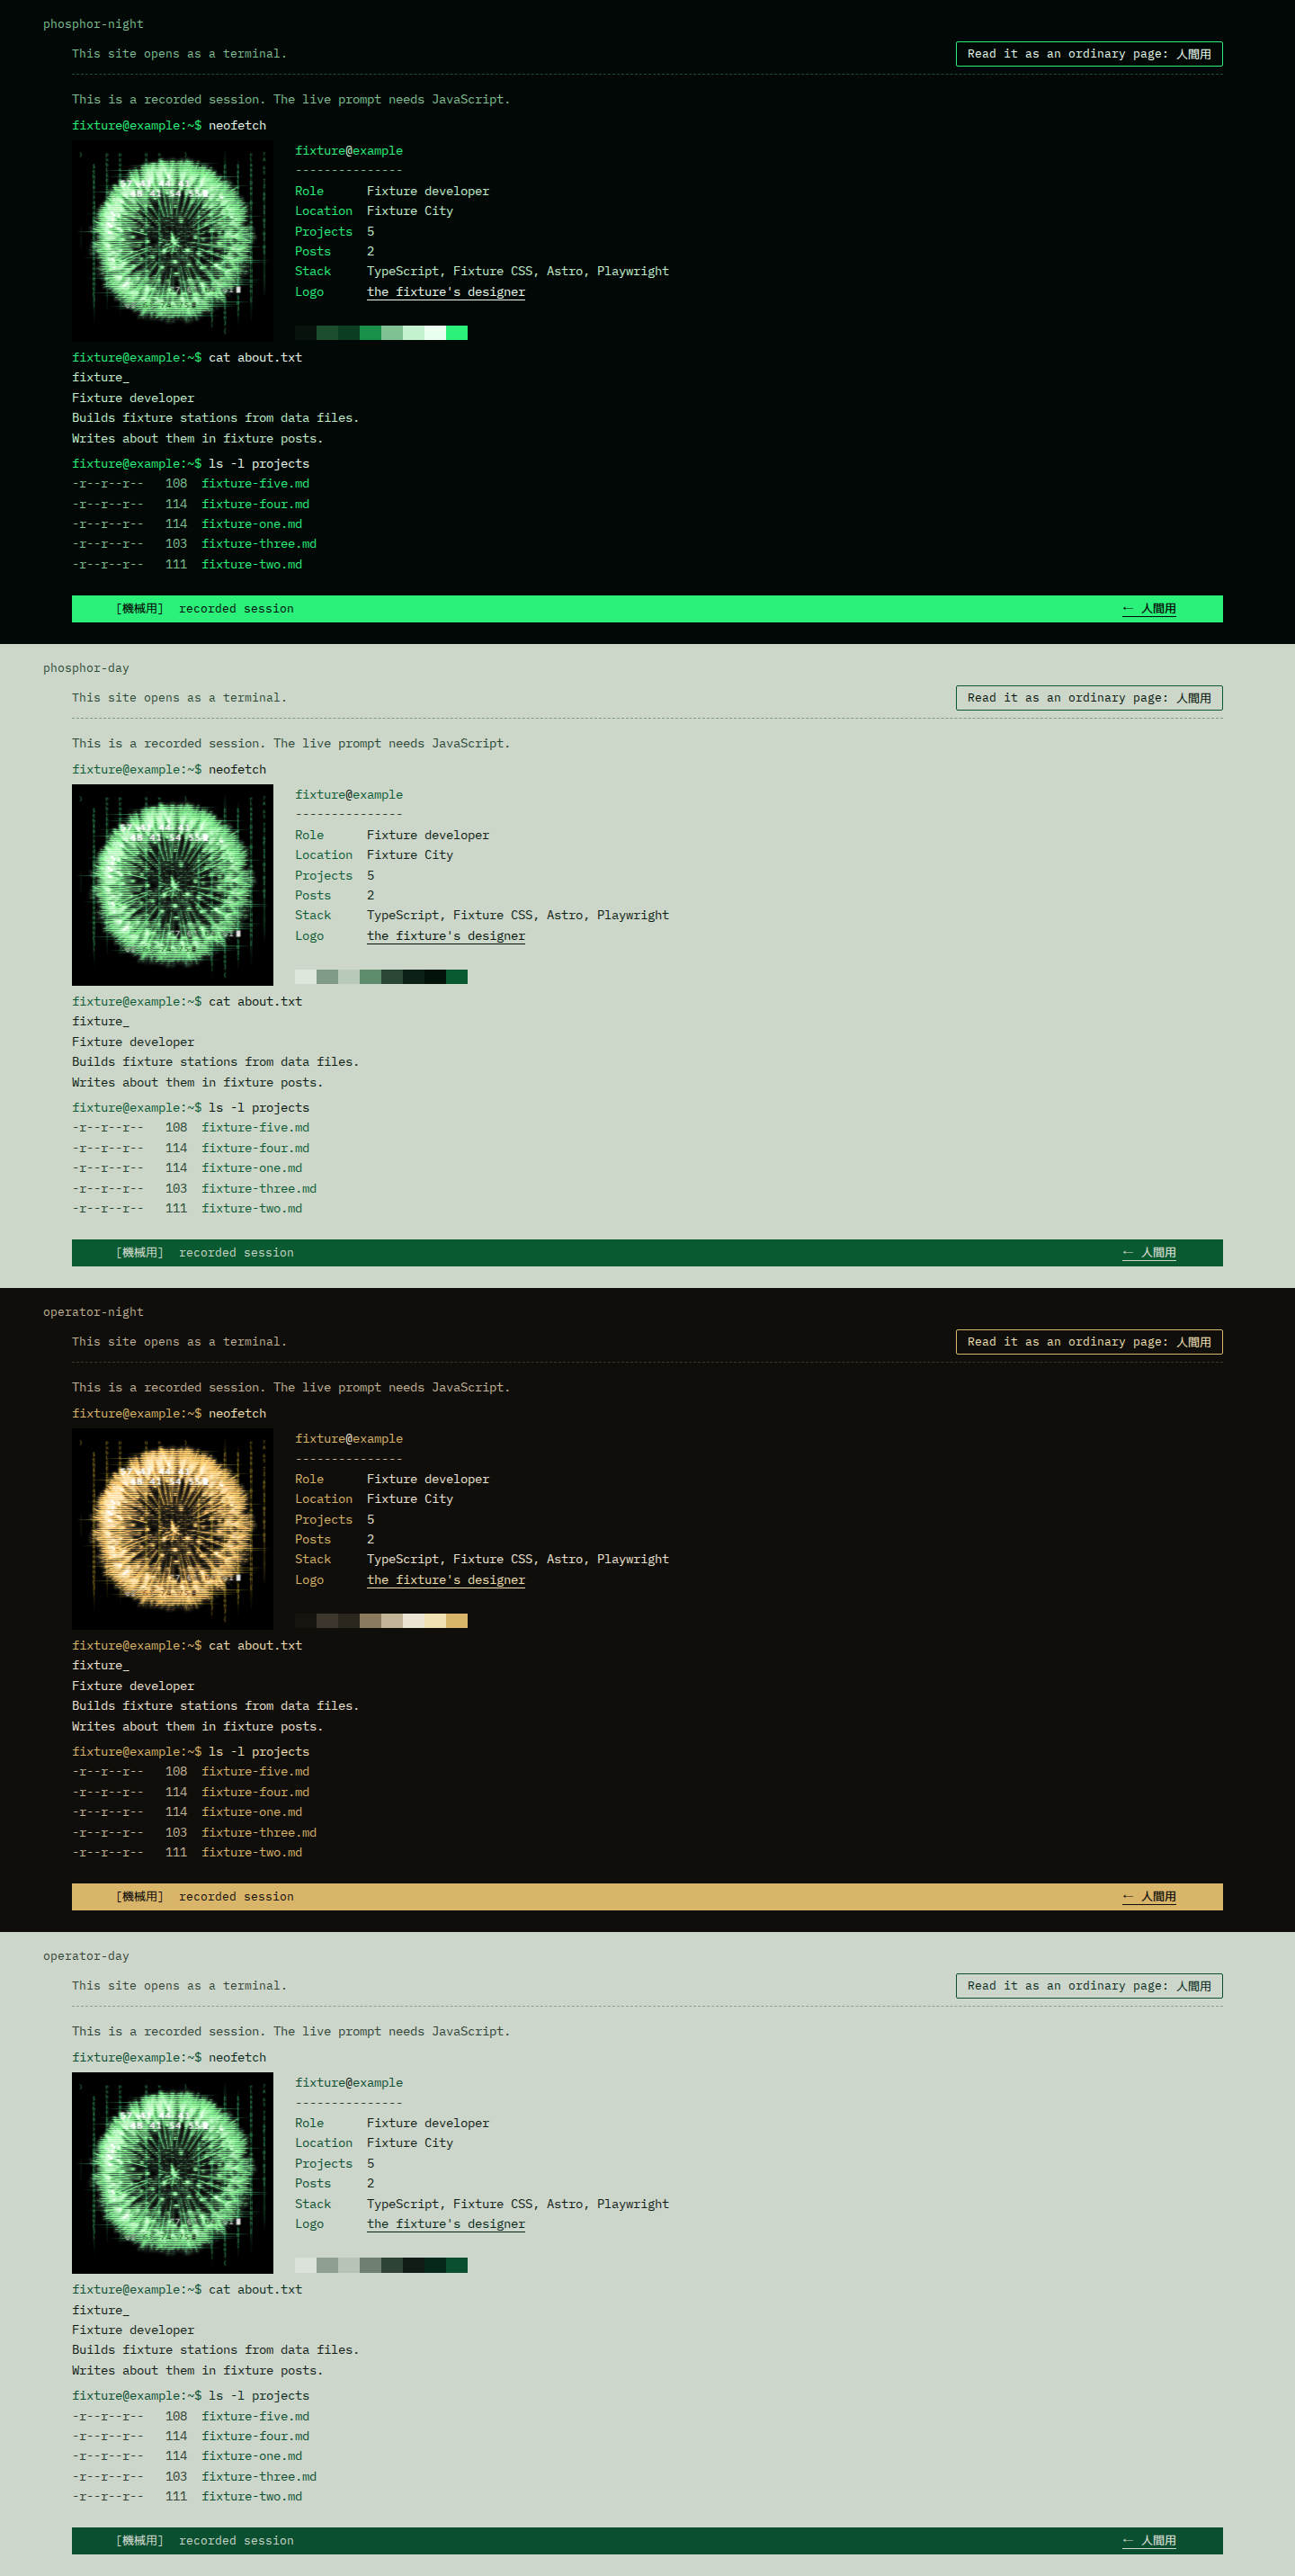 phosphor-night
This site opens as a terminal.
Read it as an ordinary page: 人間用
This is a recorded session. The live prompt needs JavaScript.
fixture@example:~$ neofetch
fixture@example
---------------
Role Fixture developer
Location Fixture City
Projects 5
Posts 2
Stack TypeScript, Fixture CSS, Astro, Playwright
Logo the fixture's designer
fixture@example:~$ cat about.txt
fixture_
Fixture developer
Builds fixture stations from data files.
Writes about them in fixture posts.
fixture@example:~$ ls -l projects
-r--r--r-- 108 fixture-five.md
-r--r--r-- 114 fixture-four.md
-r--r--r-- 114 fixture-one.md
-r--r--r-- 103 fixture-three.md
-r--r--r-- 111 fixture-two.md
[機械用] recorded session
← 人間用
phosphor-day
This site opens as a terminal.
Read it as an ordinary page: 人間用
This is a recorded session. The live prompt needs JavaScript.
fixture@example:~$ neofetch
fixture@example
---------------
Role Fixture developer
Location Fixture City
Projects 5
Posts 2
Stack TypeScript, Fixture CSS, Astro, Playwright
Logo the fixture's designer
fixture@example:~$ cat about.txt
fixture_
Fixture developer
Builds fixture stations from data files.
Writes about them in fixture posts.
fixture@example:~$ ls -l projects
-r--r--r-- 108 fixture-five.md
-r--r--r-- 114 fixture-four.md
-r--r--r-- 114 fixture-one.md
-r--r--r-- 103 fixture-three.md
-r--r--r-- 111 fixture-two.md
[機械用] recorded session
← 人間用
operator-night
This site opens as a terminal.
Read it as an ordinary page: 人間用
This is a recorded session. The live prompt needs JavaScript.
fixture@example:~$ neofetch
fixture@example
---------------
Role Fixture developer
Location Fixture City
Projects 5
Posts 2
Stack TypeScript, Fixture CSS, Astro, Playwright
Logo the fixture's designer
fixture@example:~$ cat about.txt
fixture_
Fixture developer
Builds fixture stations from data files.
Writes about them in fixture posts.
fixture@example:~$ ls -l projects
-r--r--r-- 108 fixture-five.md
-r--r--r-- 114 fixture-four.md
-r--r--r-- 114 fixture-one.md
-r--r--r-- 103 fixture-three.md
-r--r--r-- 111 fixture-two.md
[機械用] recorded session
← 人間用
operator-day
This site opens as a terminal.
Read it as an ordinary page: 人間用
This is a recorded session. The live prompt needs JavaScript.
fixture@example:~$ neofetch
fixture@example
---------------
Role Fixture developer
Location Fixture City
Projects 5
Posts 2
Stack TypeScript, Fixture CSS, Astro, Playwright
Logo the fixture's designer
fixture@example:~$ cat about.txt
fixture_
Fixture developer
Builds fixture stations from data files.
Writes about them in fixture posts.
fixture@example:~$ ls -l projects
-r--r--r-- 108 fixture-five.md
-r--r--r-- 114 fixture-four.md
-r--r--r-- 114 fixture-one.md
-r--r--r-- 103 fixture-three.md
-r--r--r-- 111 fixture-two.md
[機械用] recorded session
← 人間用